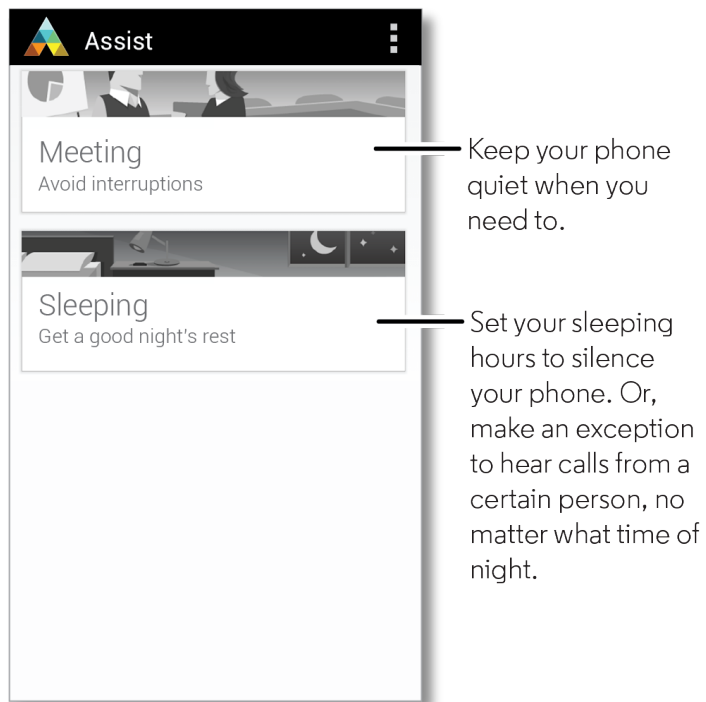 Assist
Meeting
Avoid interruptions
Keep your phone
quiet when you
need to.
Sleeping
Get a good night's rest
Set your sleeping
hours to silence
your phone. Or,
make an exception
to hear calls from a
certain person, no
matter what time of
night.